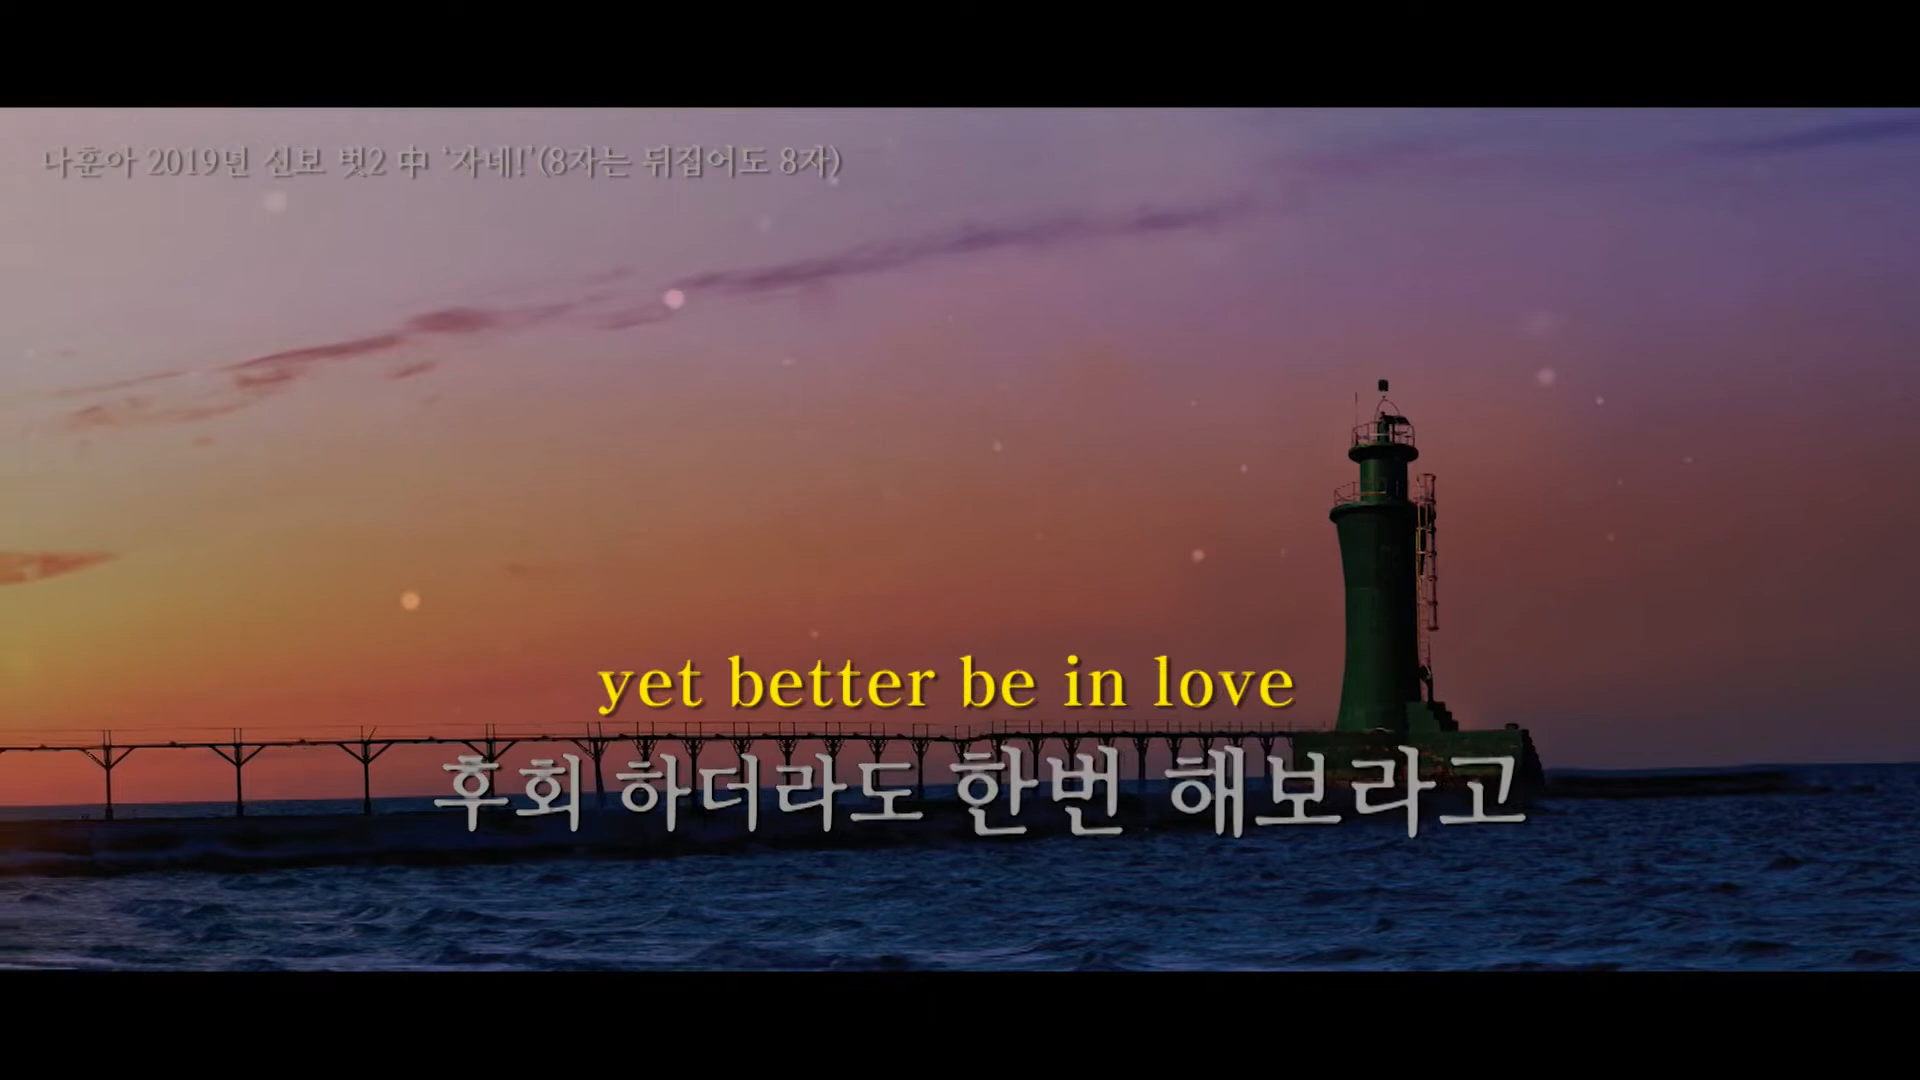 나훈아 2019년 신보 벗2 中 '자네!'(8자는 뒤집어도 8자)
yet better be in love
후회 하더라도 한번 해보라고